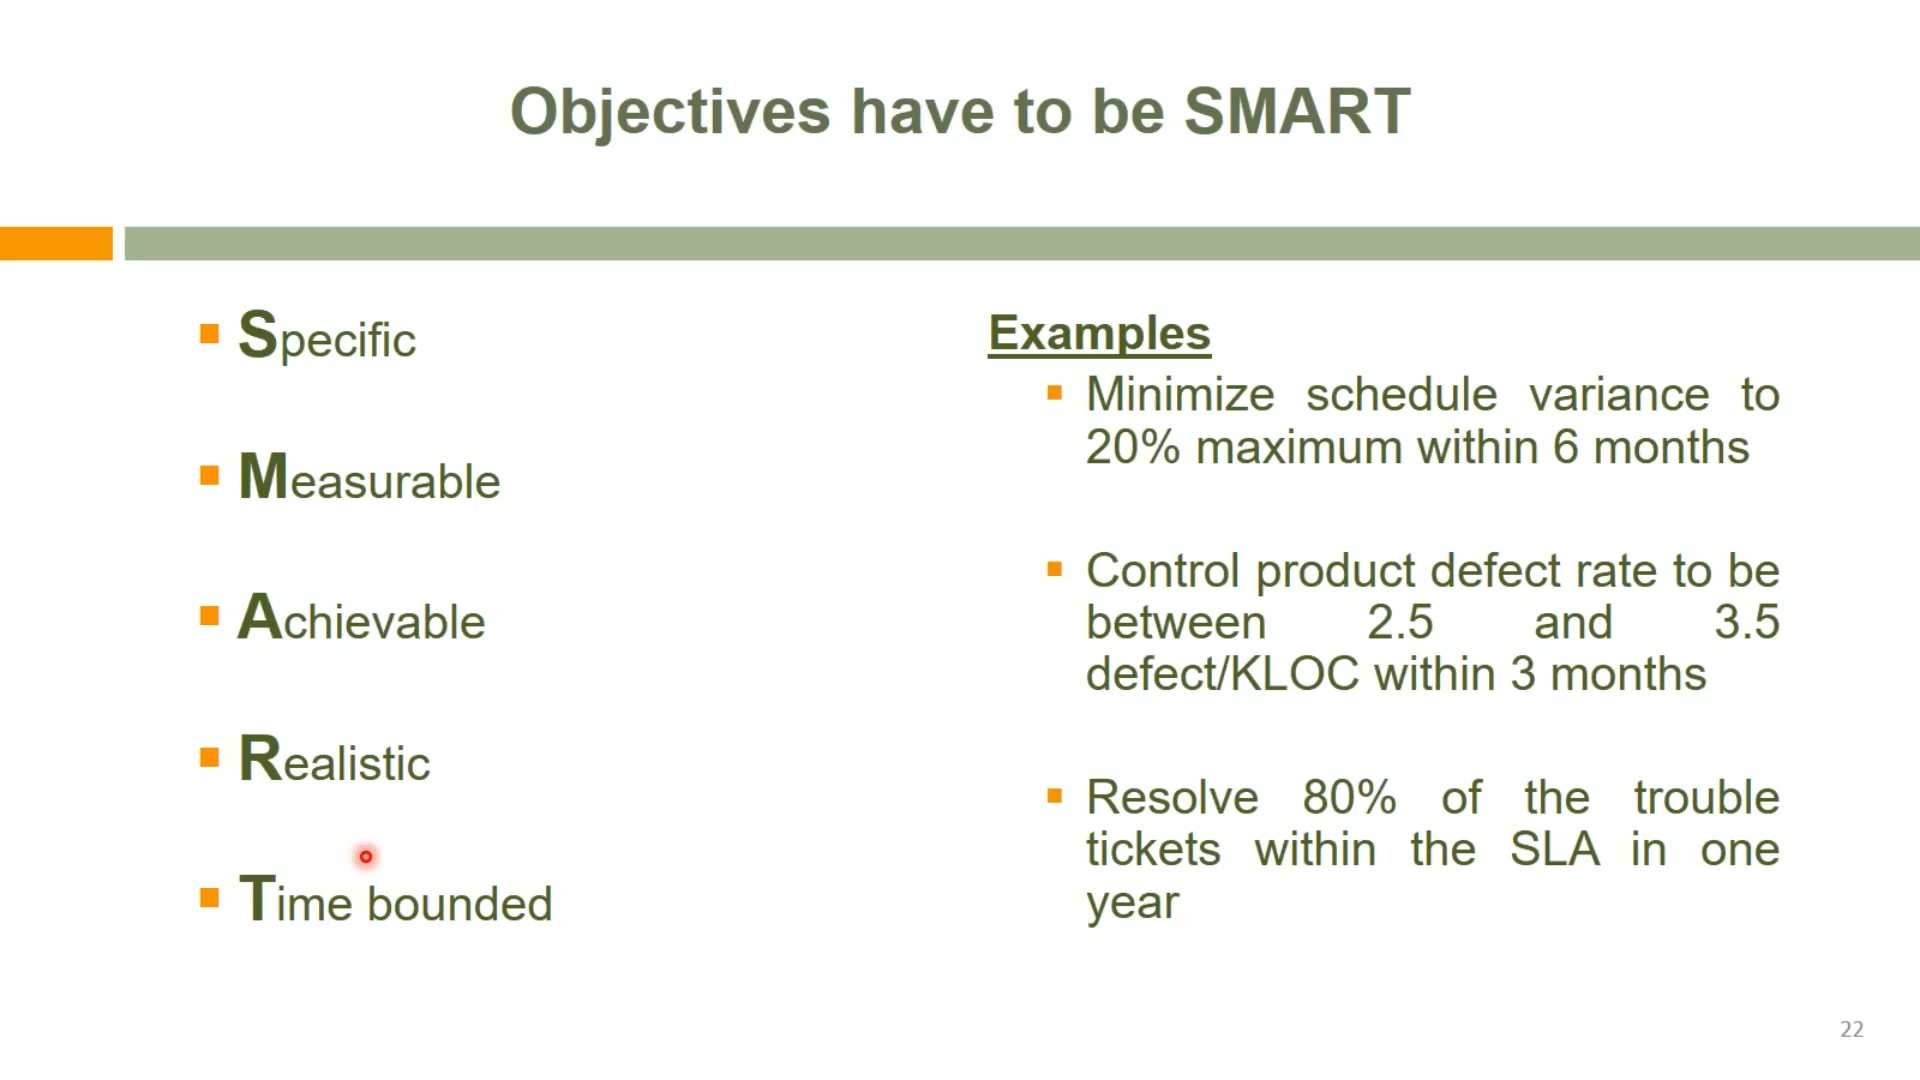 Objectives have to be SMART
Specific
Measurable
Achievable
Realistic
Time bounded
Examples
Minimize schedule variance to
20% maximum within 6 months
Control product defect rate to be
between 2.5 and 3.5
defect/KLOC within 3 months
Resolve 80% of the trouble
tickets within the SLA in one
year
22